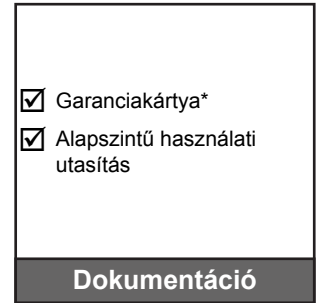 Garanciakártya*
Alapszintű használati
utasítás
Dokumentáció